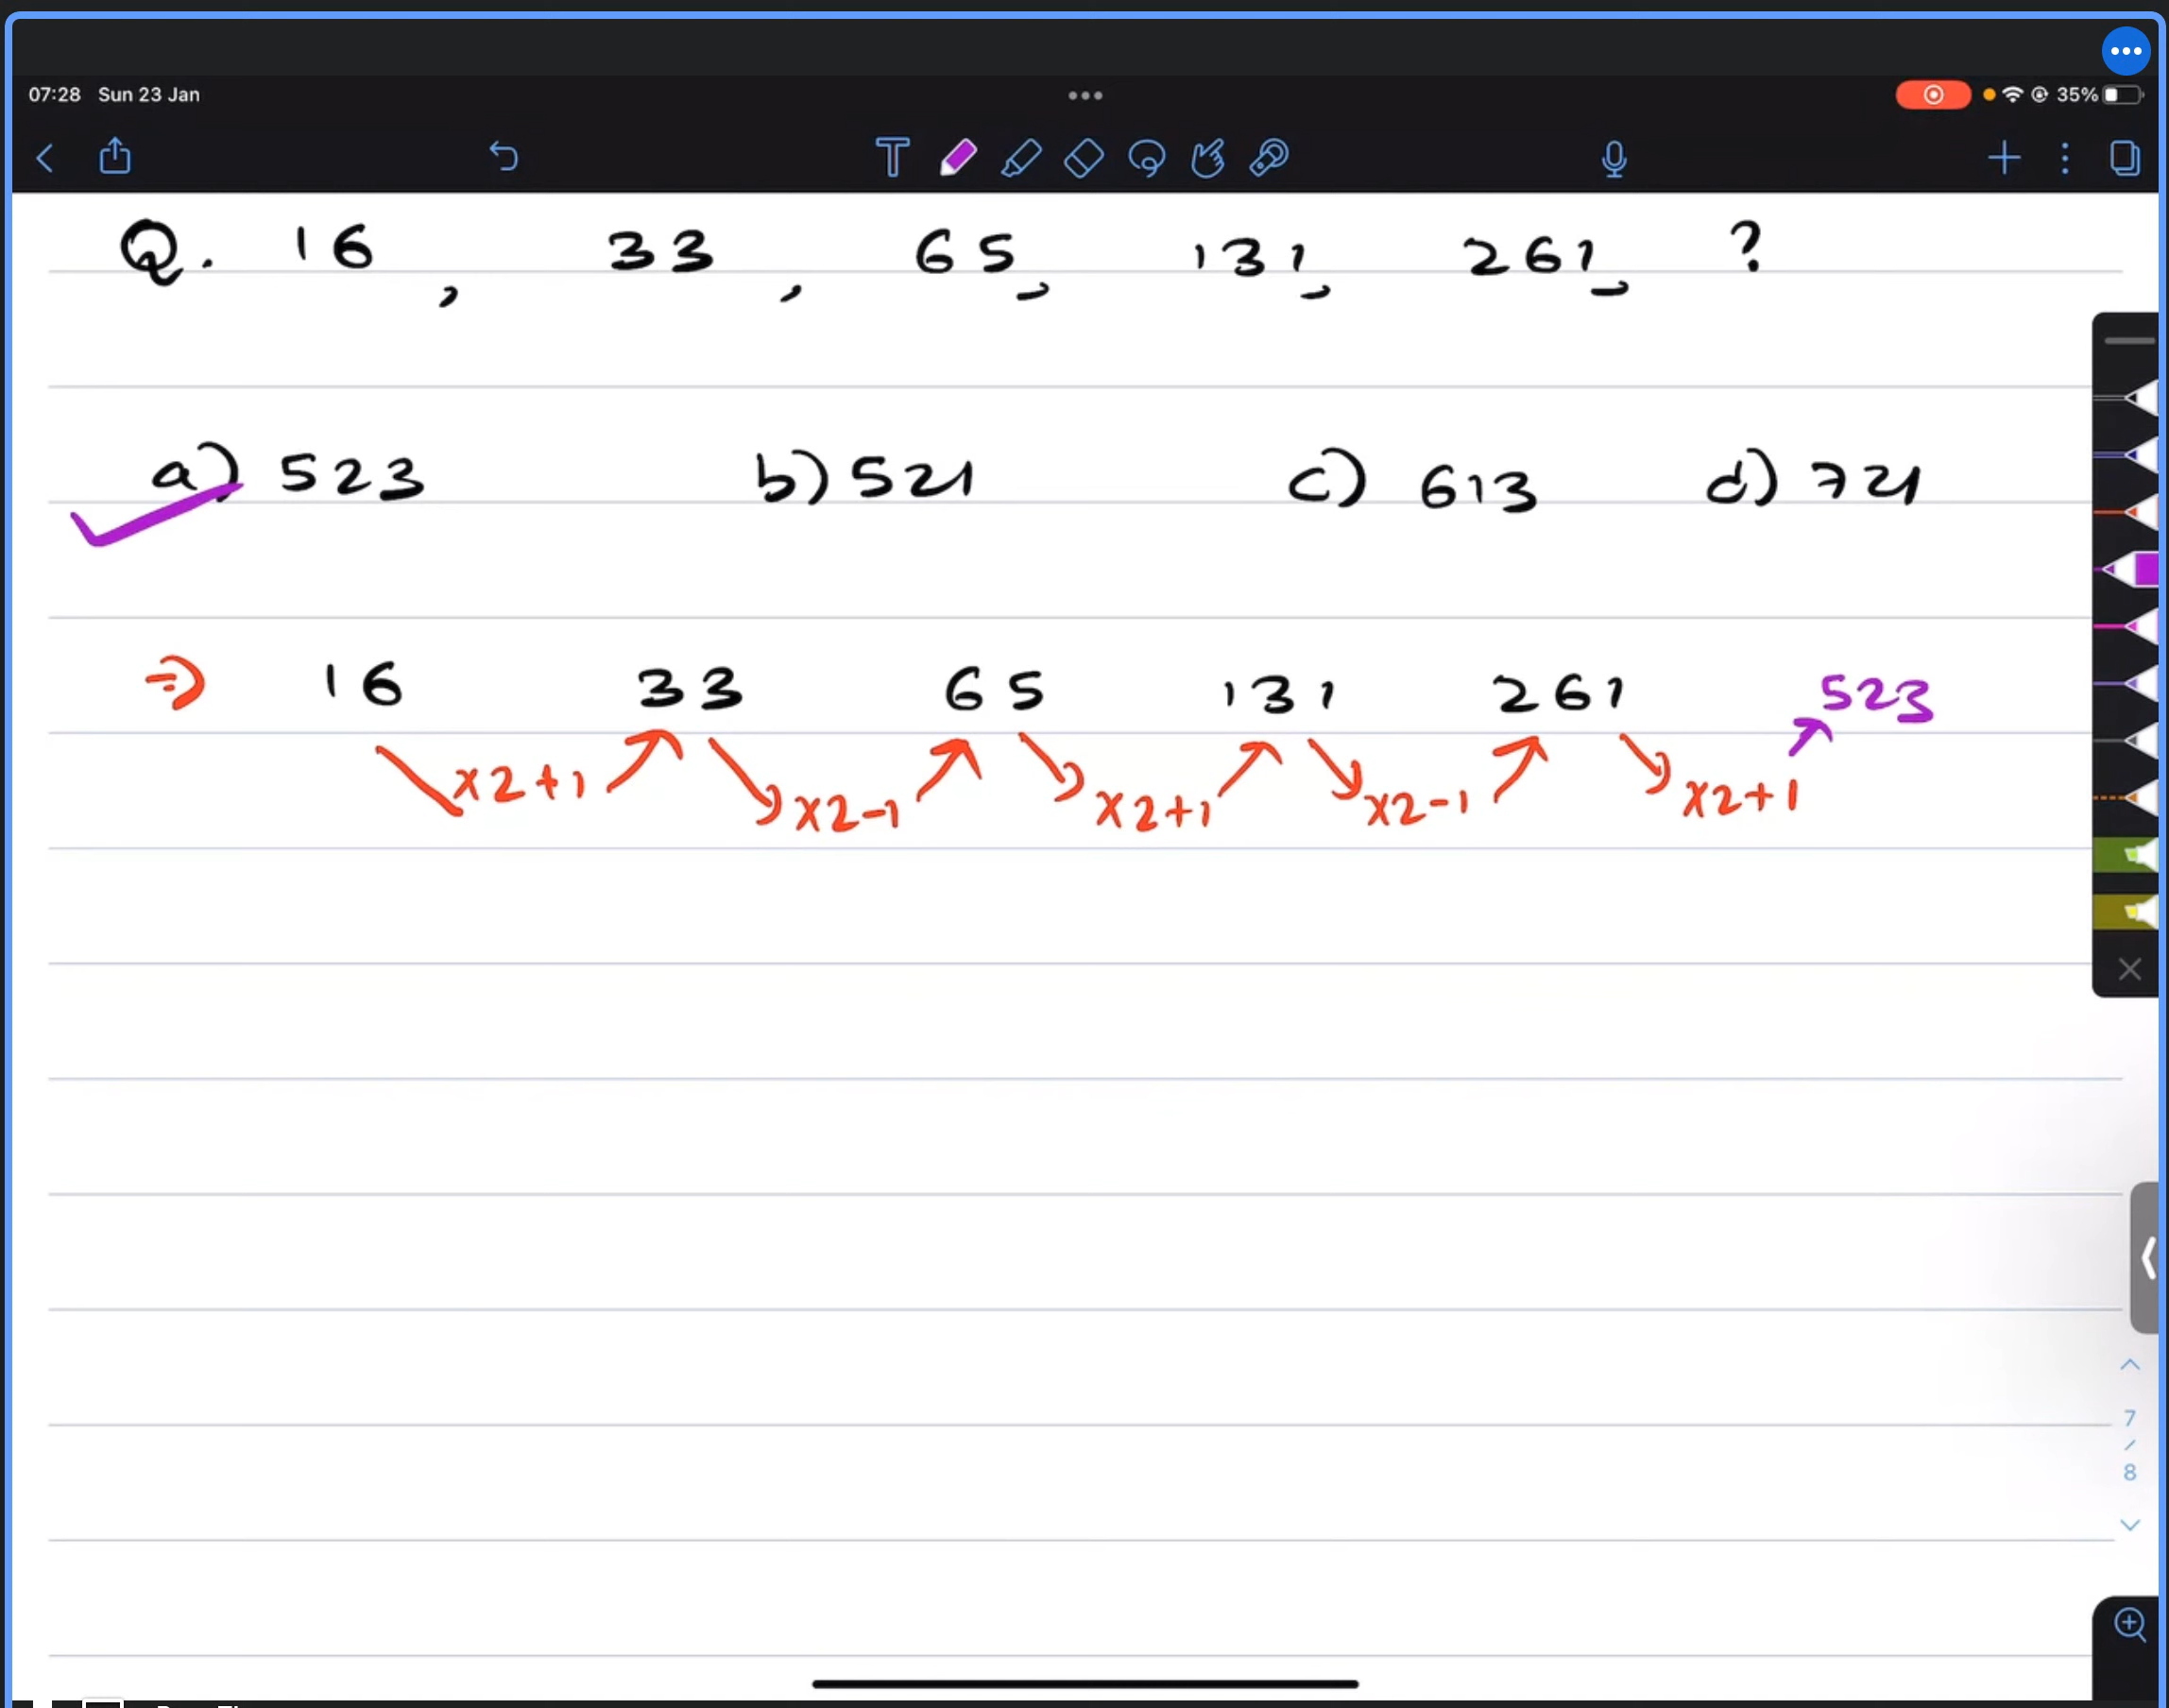 07:28 Sun 23 Jan 35%
T
Q. 16, 33, 65, 131, 261, ?
a) 523 b) 521 c) 613 d) 721
⇒ 16 33 65 131 261 523
x2+1 x2-1 x2+1 x2-1 x2+1
7
/
8